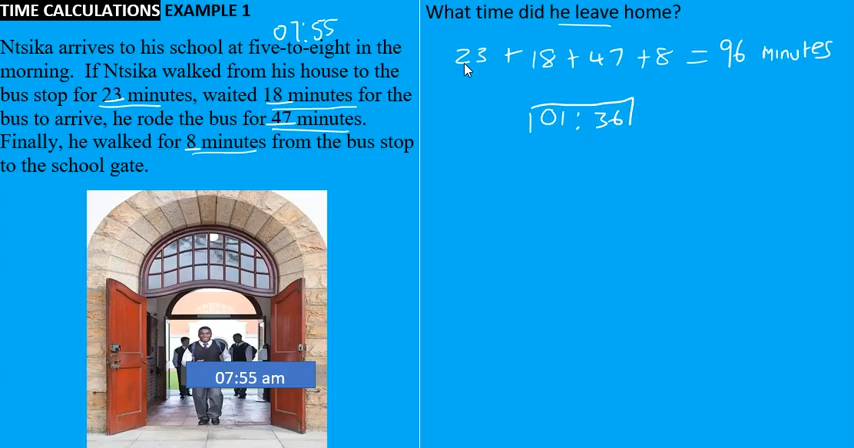 TIME CALCULATIONS EXAMPLE 1
07:55
Ntsika arrives to his school at five-to-eight in the
morning. If Ntsika walked from his house to the
bus stop for 23 minutes, waited 18 minutes for the
bus to arrive, he rode the bus for 47 minutes.
Finally, he walked for 8 minutes from the bus stop
to the school gate.
07:55 am
What time did he leave home?
23 + 18 + 47 + 8 = 96 minutes
01:36